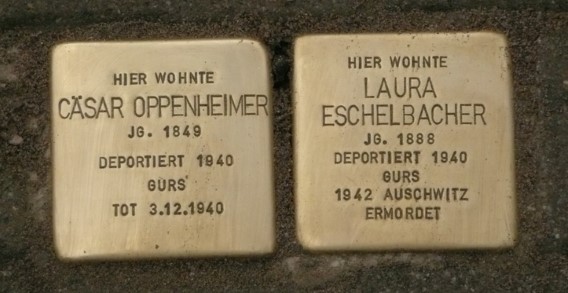 HIER WOHNTE
CÄSAR OPPENHEIMER
JG. 1849
DEPORTIERT 1940
GURS
TOT 3.12.1940
HIER WOHNTE
LAURA
ESCHELBACHER
JG. 1888
DEPORTIERT 1940
GURS
1942 AUSCHWITZ
ERMORDET